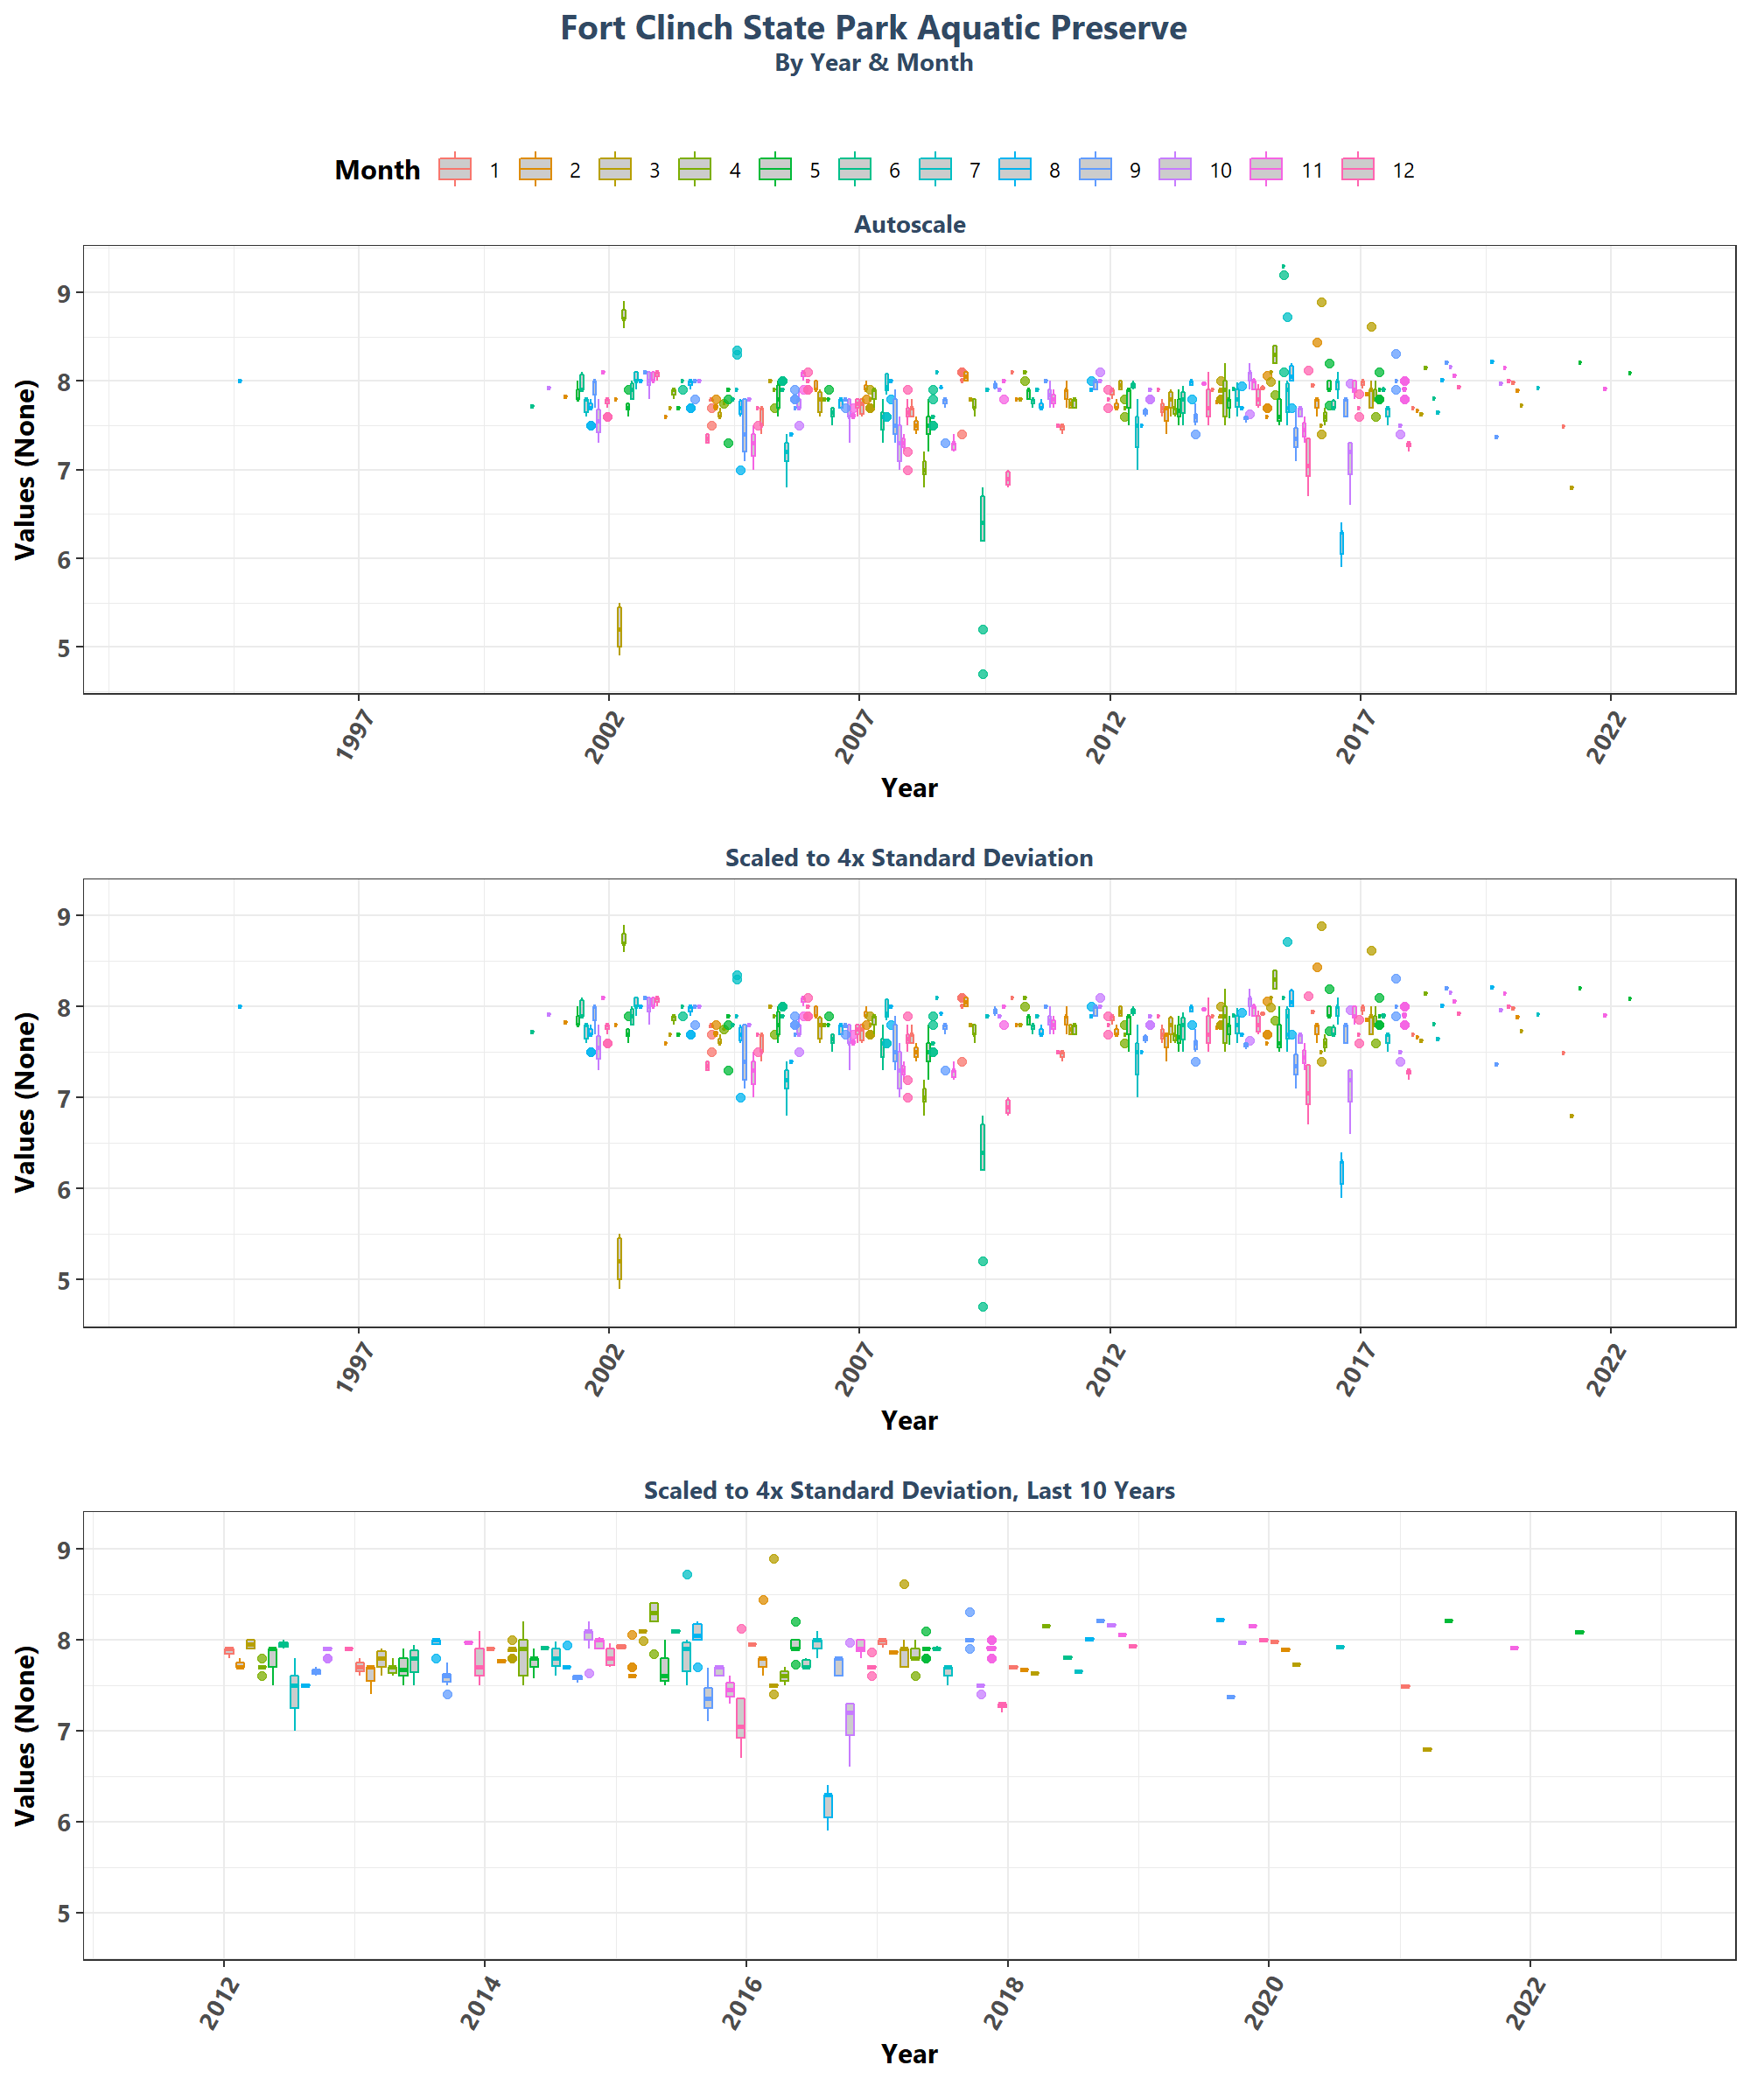 Fort Clinch State Park Aquatic Preserve
By Year & Month
Month 1 2 3 4 5 6 7 8 9 10 11 12
Autoscale
Values (None)
9
8
7
6
5
1997 2002 2007 2012 2017 2022
Year
Scaled to 4x Standard Deviation
Values (None)
9
8
7
6
5
1997 2002 2007 2012 2017 2022
Year
Scaled to 4x Standard Deviation, Last 10 Years
Values (None)
9
8
7
6
5
2012 2014 2016 2018 2020 2022
Year